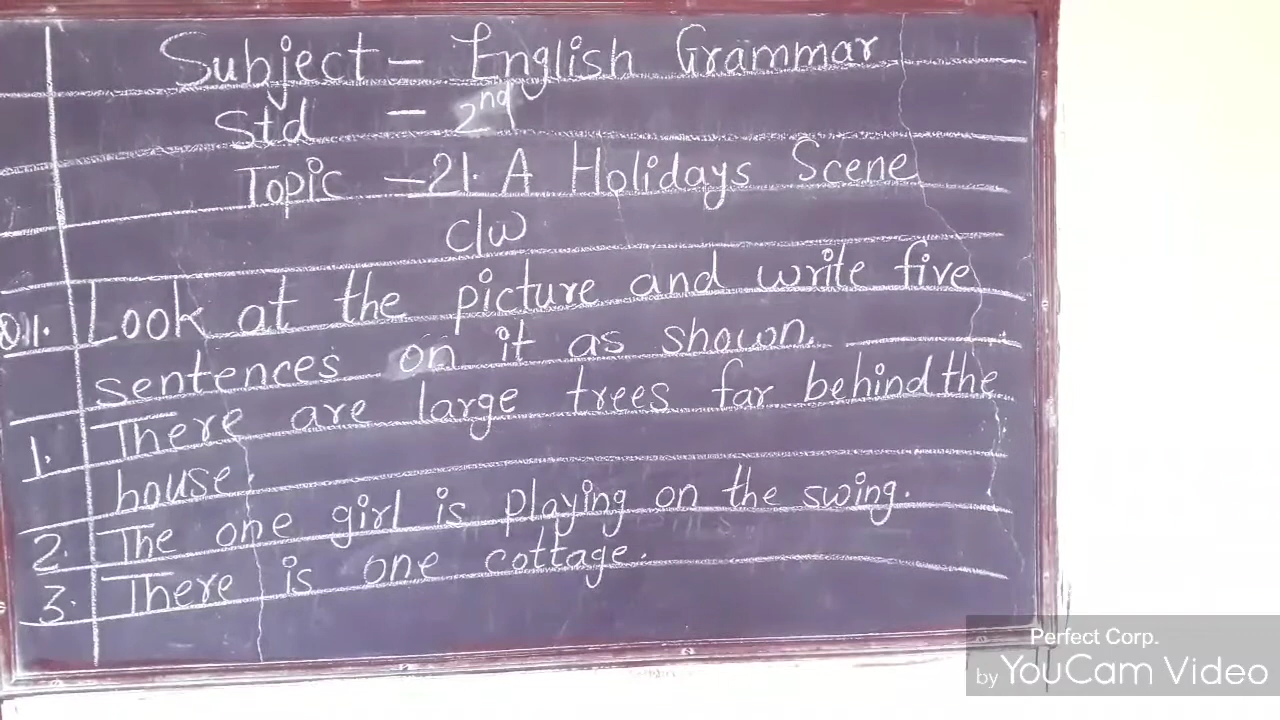 Subject - English Grammar
Std - 2nd
Topic - 21. A Holidays Scene
C/W
Q.1. Look at the picture and write five
sentences on it as shown.
1. There are large trees far behind the
house.
2. The one girl is playing on the swing.
3. There is one cottage.
Perfect Corp.
by YouCam Video